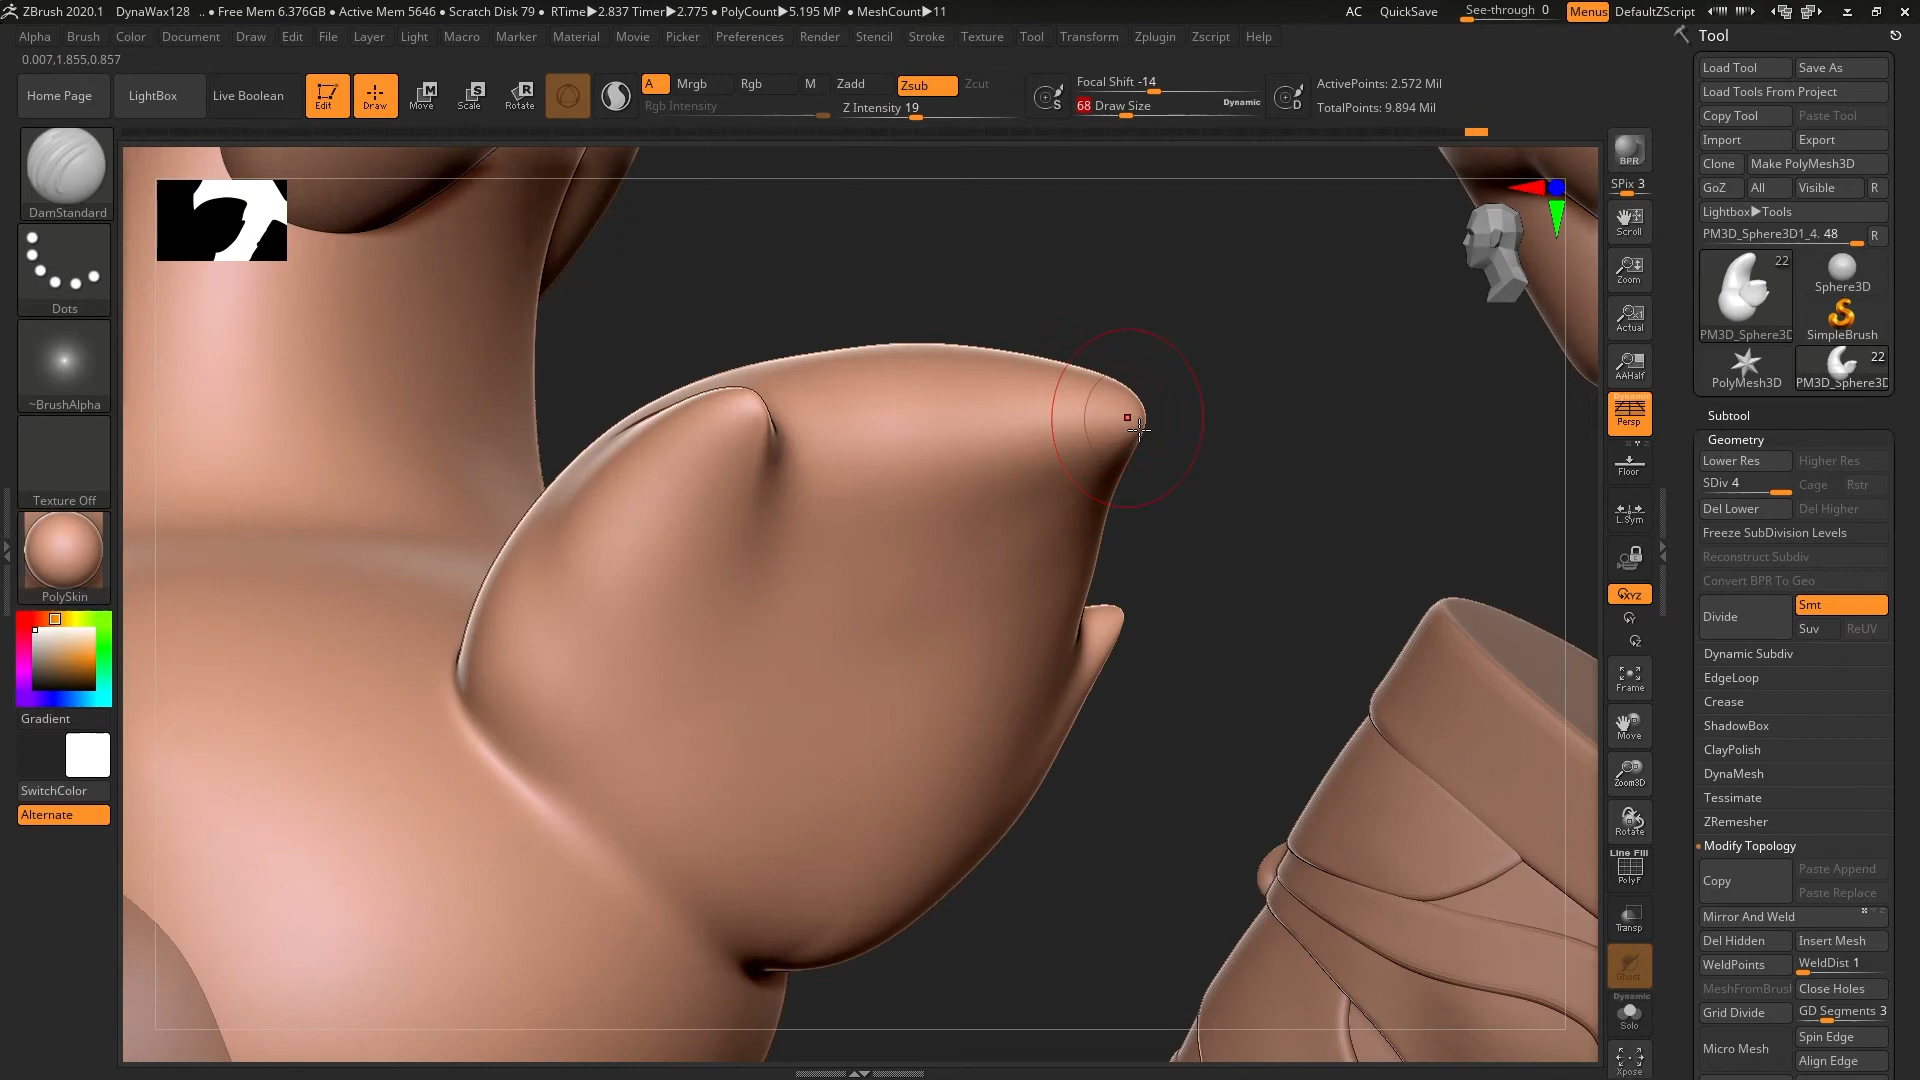 ZBrush 2020.1 DynaWax128 .. ● Free Mem 6.376GB ● Active Mem 5646 ● Scratch Disk 79 ● RTime▶2.837 Timer▶2.775 ● PolyCount▶5.195 MP ● MeshCount▶11 AC QuickSave See-through 0 Menus DefaultZScript
Alpha Brush Color Document Draw Edit File Layer Light Macro Marker Material Movie Picker Preferences Render Stencil Stroke Texture Tool Transform Zplugin Zscript Help
0.007,1.855,0.857
Home Page LightBox Live Boolean Edit Draw Move Scale Rotate
M S R
A Mrgb Rgb M Zadd Zsub Zcut
Rgb Intensity Z Intensity 19
S Focal Shift -14
68 Draw Size Dynamic
D ActivePoints: 2.572 Mil
TotalPoints: 9.894 Mil
DamStandard
Dots
~BrushAlpha
Texture Off
PolySkin
Gradient
SwitchColor
Alternate
BPR
SPix 3
Scroll
Zoom
Actual
AAHalf
Dynamic
Persp
Floor
L.Sym
XYZ
Frame
Move
Zoom3D
Rotate
Line Fill
PolyF
Transp
Ghost
Dynamic
Solo
Xpose
Tool
Load Tool Save As
Load Tools From Project
Copy Tool Paste Tool
Import Export
Clone Make PolyMesh3D
GoZ All Visible R
Lightbox▶Tools
PM3D_Sphere3D1_4. 48 R
22
Sphere3D
PM3D_Sphere3D SimpleBrush
22
PolyMesh3D PM3D_Sphere3D
Subtool
Geometry
Lower Res Higher Res
SDiv 4 Cage Rstr
Del Lower Del Higher
Freeze SubDivision Levels
Reconstruct Subdiv
Convert BPR To Geo
Divide Smt
Suv ReUV
Dynamic Subdiv
EdgeLoop
Crease
ShadowBox
ClayPolish
DynaMesh
Tessimate
ZRemesher
Modify Topology
Copy Paste Append
Paste Replace
Mirror And Weld
Del Hidden Insert Mesh
WeldPoints WeldDist 1
MeshFromBrush Close Holes
Grid Divide GD Segments 3
Micro Mesh Spin Edge
Align Edge